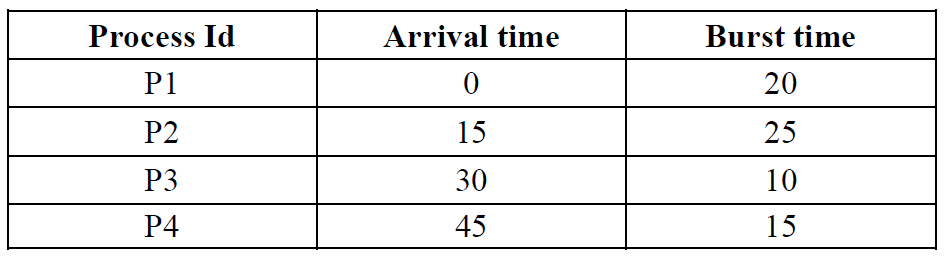 Process Id Arrival time Burst time
P1 0 20
P2 15 25
P3 30 10
P4 45 15